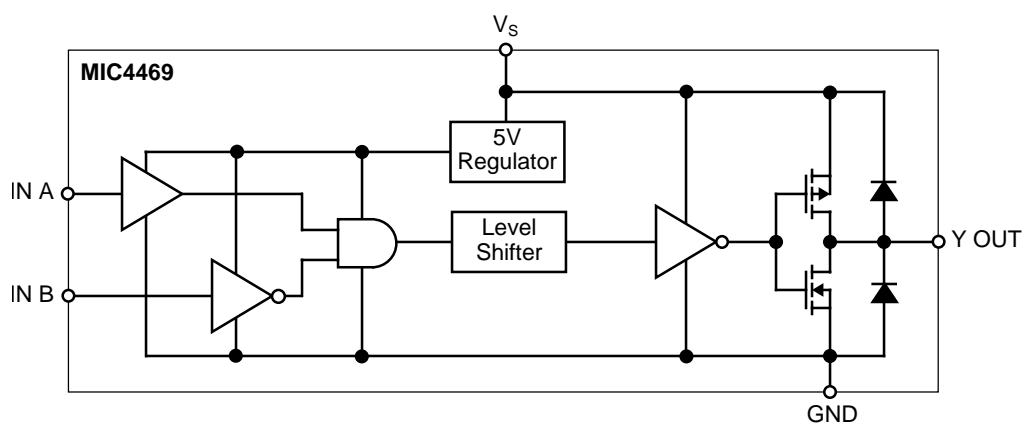 V_S
MIC4469
5V
Regulator
IN A
Level
Shifter
Y OUT
IN B
GND